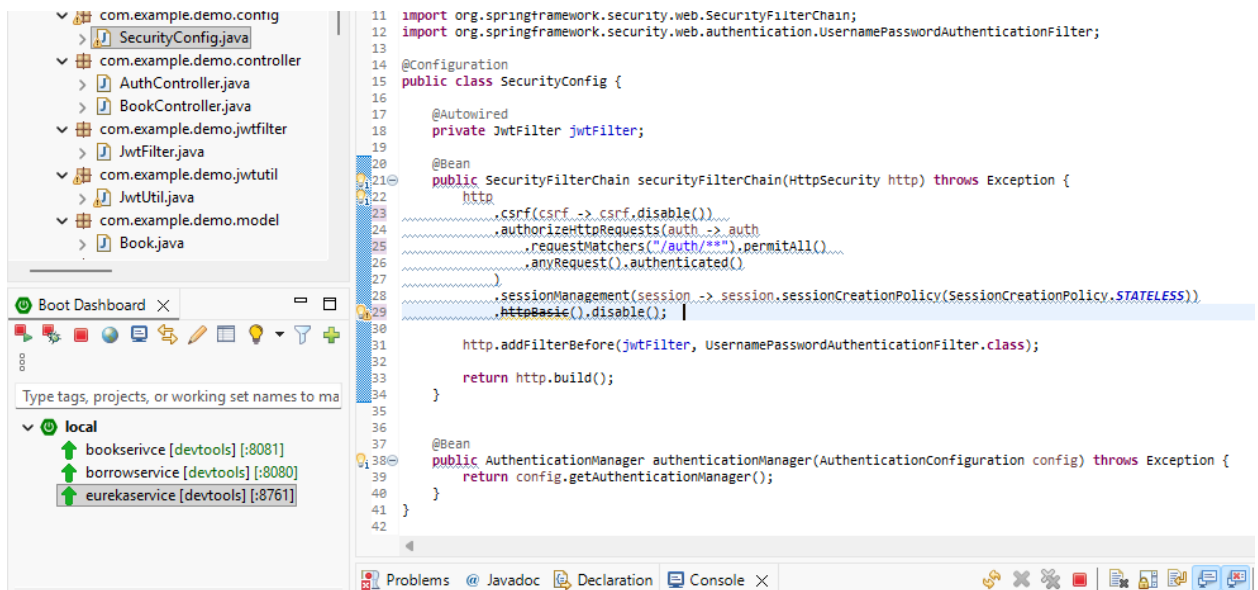 com.example.demo.config
SecurityConfig.java
com.example.demo.controller
AuthController.java
BookController.java
com.example.demo.jwtfilter
JwtFilter.java
com.example.demo.jwtutil
JwtUtil.java
com.example.demo.model
Book.java
Boot Dashboard
Type tags, projects, or working set names to ma
local
bookserivce [devtools] [:8081]
borrowservice [devtools] [:8080]
eurekaservice [devtools] [:8761]
11 import org.springframework.security.web.SecurityFilterChain;
12 import org.springframework.security.web.authentication.UsernamePasswordAuthenticationFilter;
13
14 @Configuration
15 public class SecurityConfig {
16
17 @Autowired
18 private JwtFilter jwtFilter;
19
20 @Bean
21 public SecurityFilterChain securityFilterChain(HttpSecurity http) throws Exception {
22 http
23 .csrf(csrf -> csrf.disable())
24 .authorizeHttpRequests(auth -> auth
25 .requestMatchers("/auth/**").permitAll()
26 .anyRequest().authenticated()
27 )
28 .sessionManagement(session -> session.sessionCreationPolicy(SessionCreationPolicy.STATELESS))
29 .httpBasic().disable();
30
31 http.addFilterBefore(jwtFilter, UsernamePasswordAuthenticationFilter.class);
32
33 return http.build();
34 }
35
36
37 @Bean
38 public AuthenticationManager authenticationManager(AuthenticationConfiguration config) throws Exception {
39 return config.getAuthenticationManager();
40 }
41 }
42
Problems @ Javadoc Declaration Console